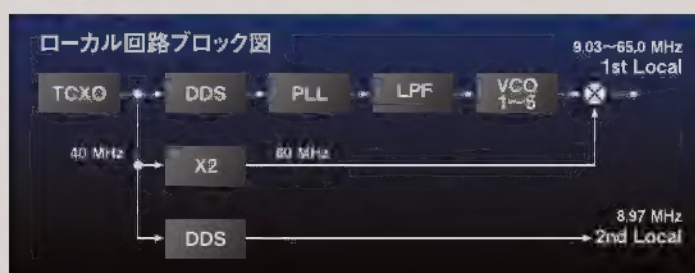 ローカル回路ブロック図
9.03〜65.0 MHz
1st Local
TCXO
DDS
PLL
LPF
VCO
1〜6
40 MHz
X2
80 MHz
DDS
8.97 MHz
2nd Local